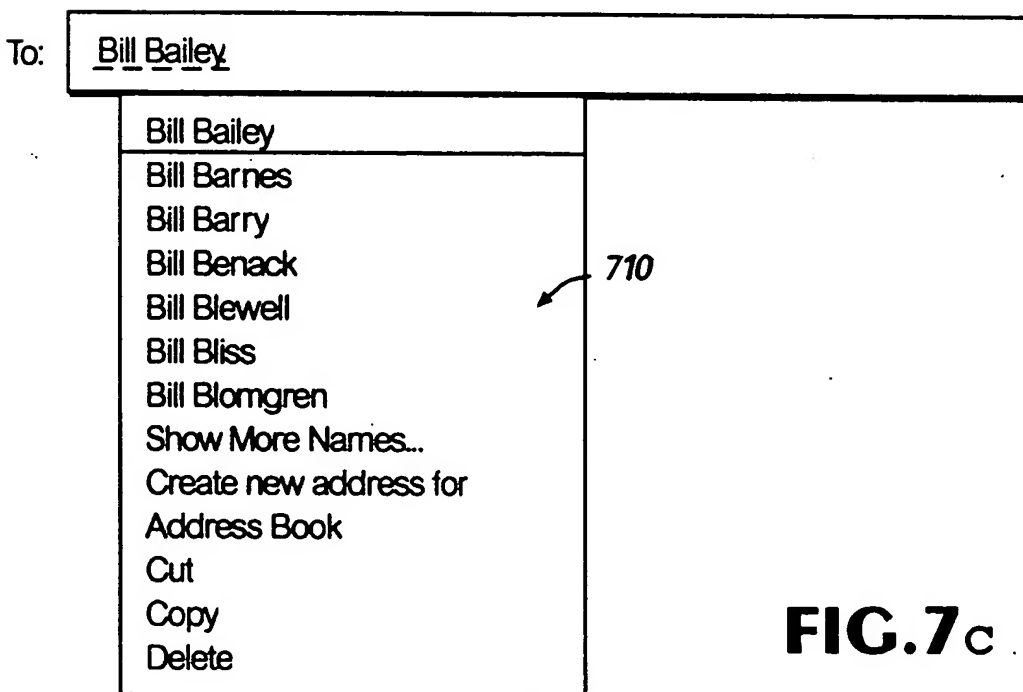 To: Bill Bailey
Bill Bailey
Bill Barnes
Bill Barry
Bill Benack
710
Bill Blewell
Bill Bliss
Bill Blomgren
Show More Names...
Create new address for
Address Book
Cut
Copy
Delete
FIG.7c